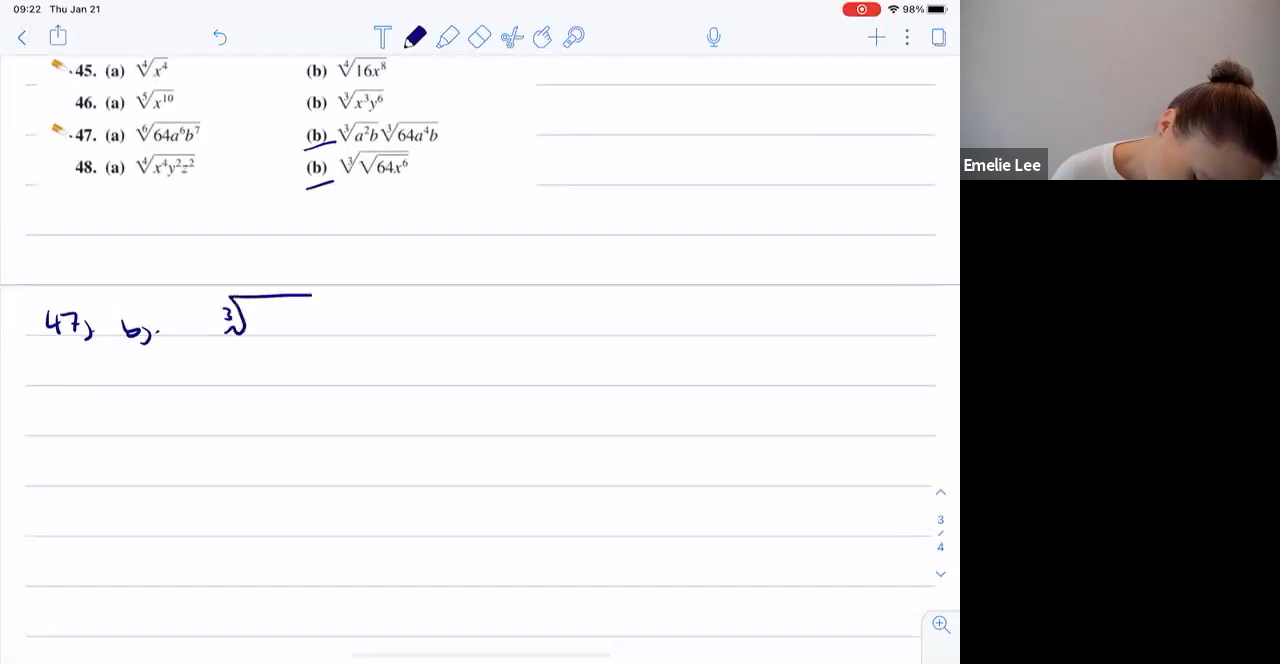 09:22 Thu Jan 21 98%
T
45. (a) ∜x⁴ (b) ∜16x⁸
46. (a) ⁵√x¹⁰ (b) ∛x³y⁶
47. (a) ⁶√64a⁶b⁷ (b) ∛a²b ∛64a⁴b
48. (a) ∜x⁴y²z² (b) ∛√64x⁶
47, b). 3√
3
/
4
Emelie Lee